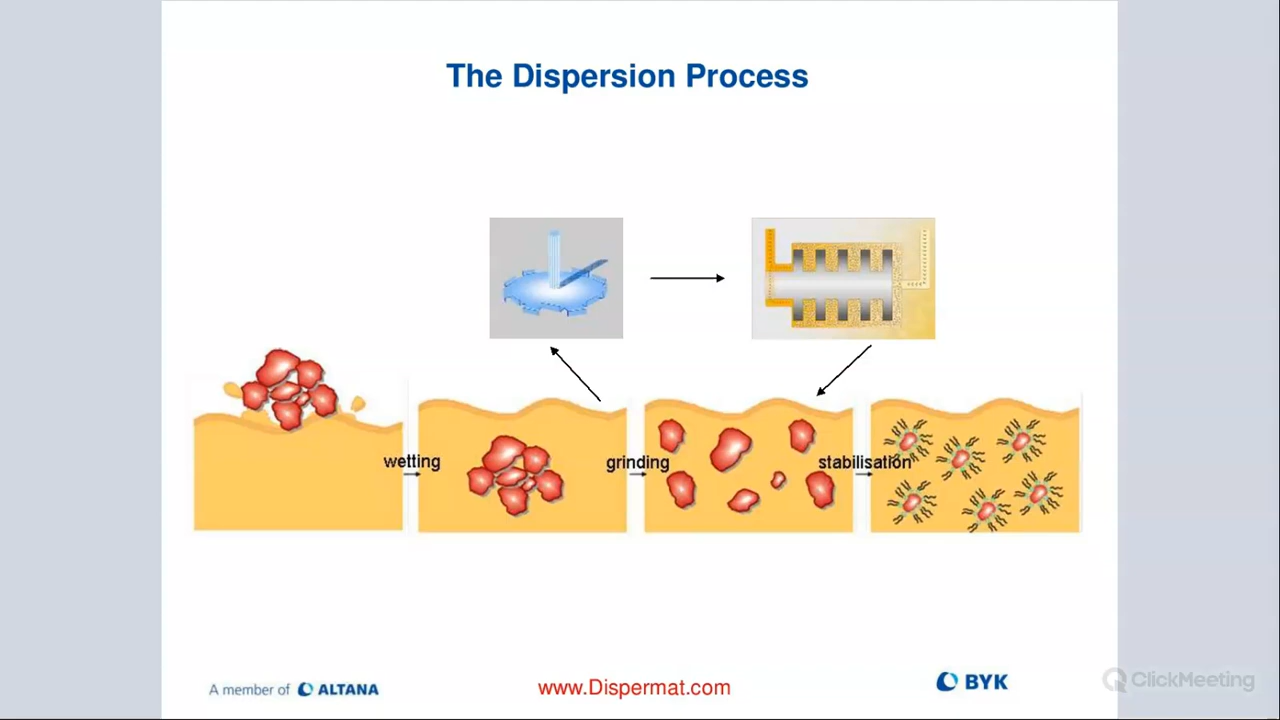 The Dispersion Process
wetting
grinding
stabilisation
A member of ALTANA
www.Dispermat.com
BYK
ClickMeeting